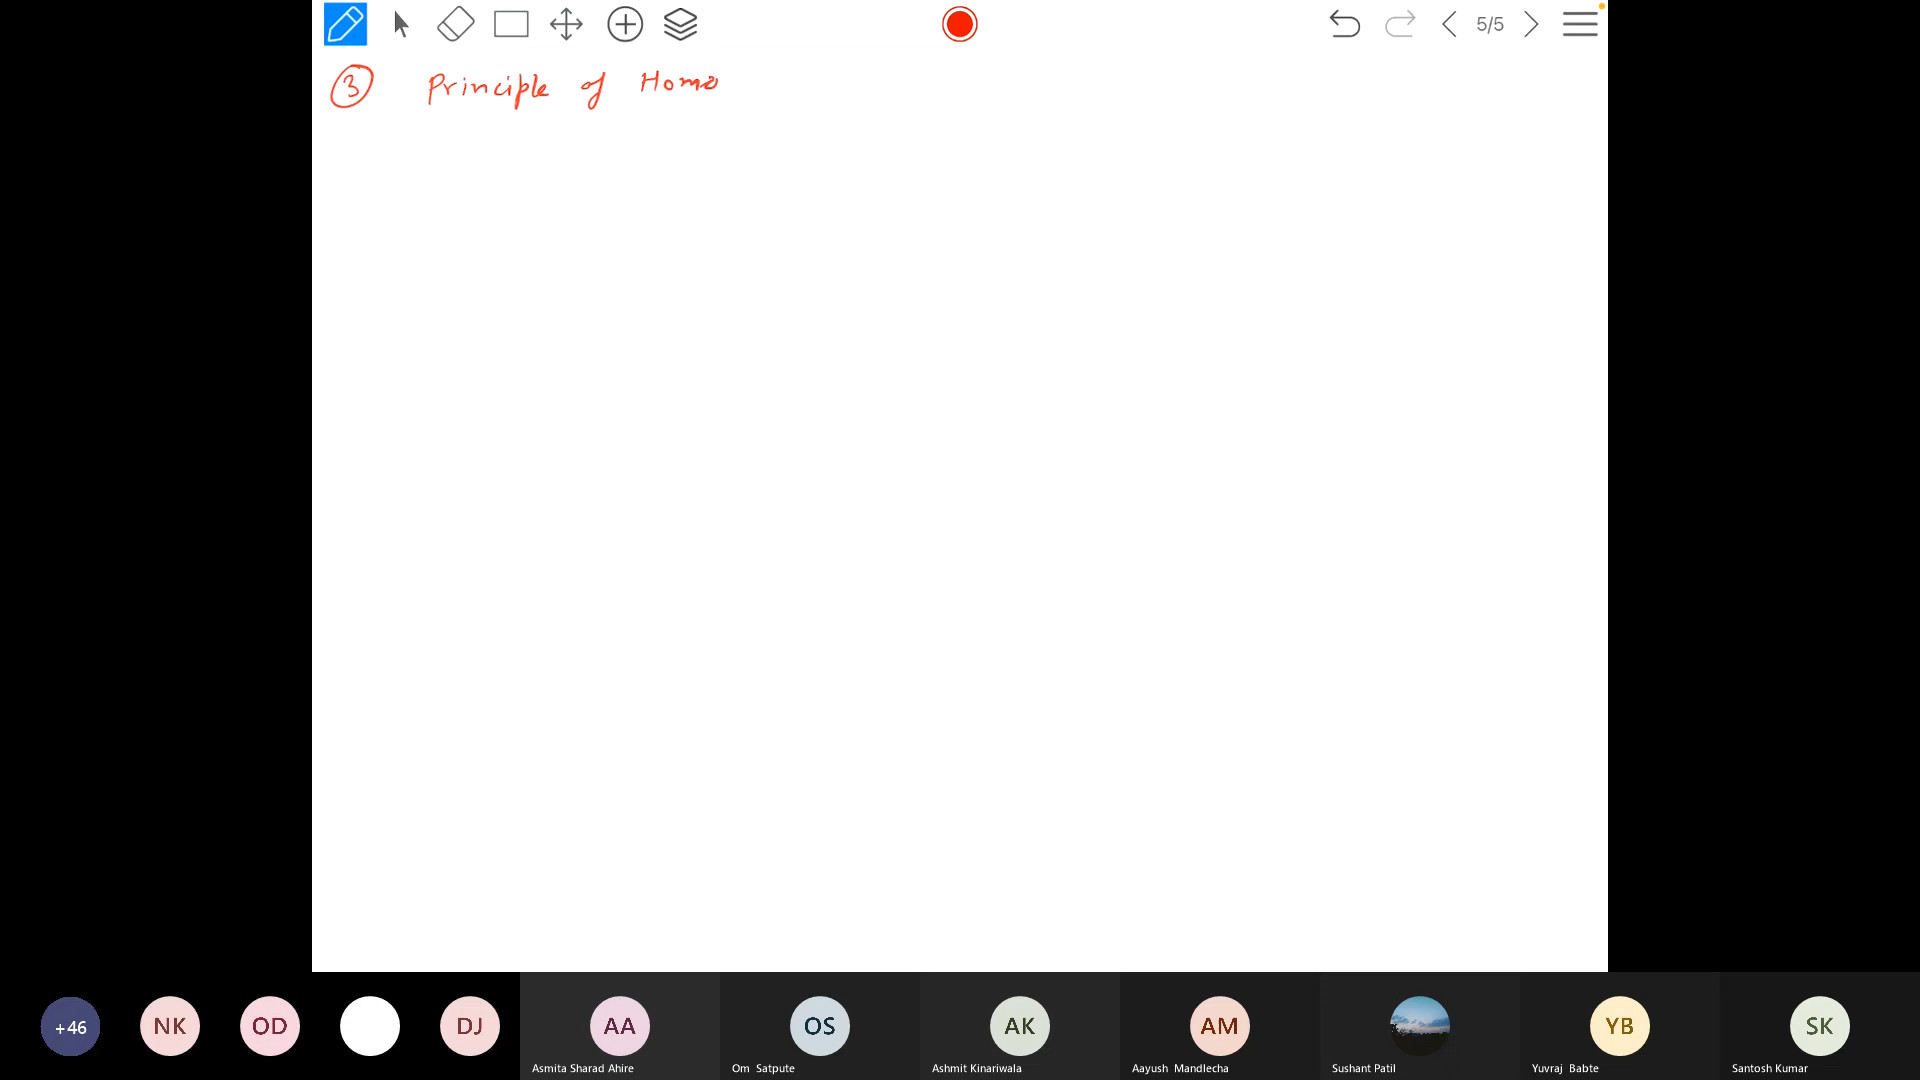 5/5
3 Principle of Homo
+46
NK
OD
DJ
AA
OS
AK
AM
YB
SK
Asmita Sharad Ahire
Om Satpute
Ashmit Kinariwala
Aayush Mandlecha
Sushant Patil
Yuvraj Babte
Santosh Kumar